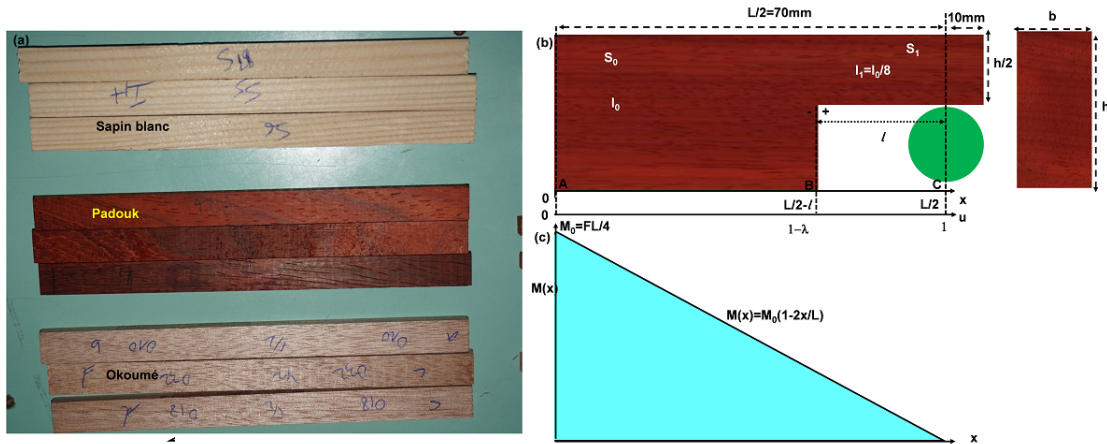 (a)
Sapin blanc
Padouk
Okoumé
L/2=70mm
10mm
b
(b)
S₀
S₁
I₁=I₀/8
h/2
I₀
h
- +
l
A
B
C
0
x
0
L/2-l
L/2
u
1-λ
1
(c)
M₀=FL/4
M(x)
M(x)=M₀(1-2x/L)
x